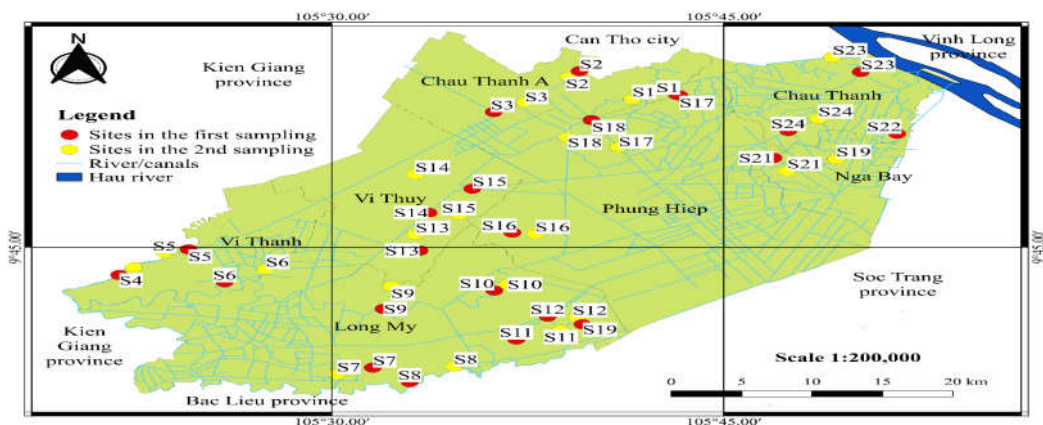 105°30.00'
105°45.00'
N
Can Tho city
Vinh Long
province
Kien Giang
province
S23
S2
S23
Chau Thanh A
S2
S1
S1
Chau Thanh
S3
S3
S17
Legend
S24
Sites in the first sampling
S18
S24
S22
Sites in the 2nd sampling
S18
S17
River/canals
S21
S21
S19
Hau river
S14
Nga Bay
S15
Vi Thuy
S14
S15
Phung Hiep
S13
S16
S16
9°45.00'
Vi Thanh
S13
9°45.00'
S5
S5
S4
S6
S6
Soc Trang
province
S9
S10
S10
S9
S12
S12
Long My
S19
Kien
Giang
province
S11
S11
Scale 1:200,000
S7
S7
S8
S8
0
5
10
15
20 km
Bac Lieu province
105°30.00'
105°45.00'